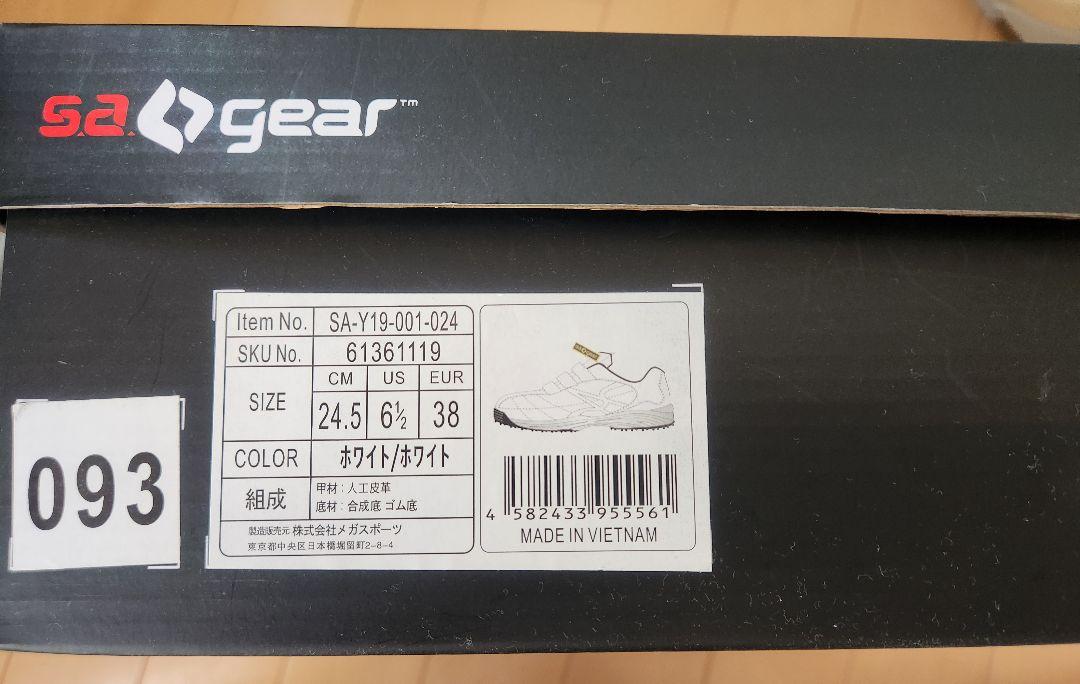 s.a. gear™
Item No. SA-Y19-001-024
SKU No. 61361119
SIZE
CM US EUR
24.5 6½ 38
COLOR ホワイト/ホワイト
組成
甲材:人工皮革
底材:合成底 ゴム底
製造販売元 株式会社メガスポーツ
東京都中央区日本橋堀留町2-8-4
4 582433 955561
MADE IN VIETNAM
093